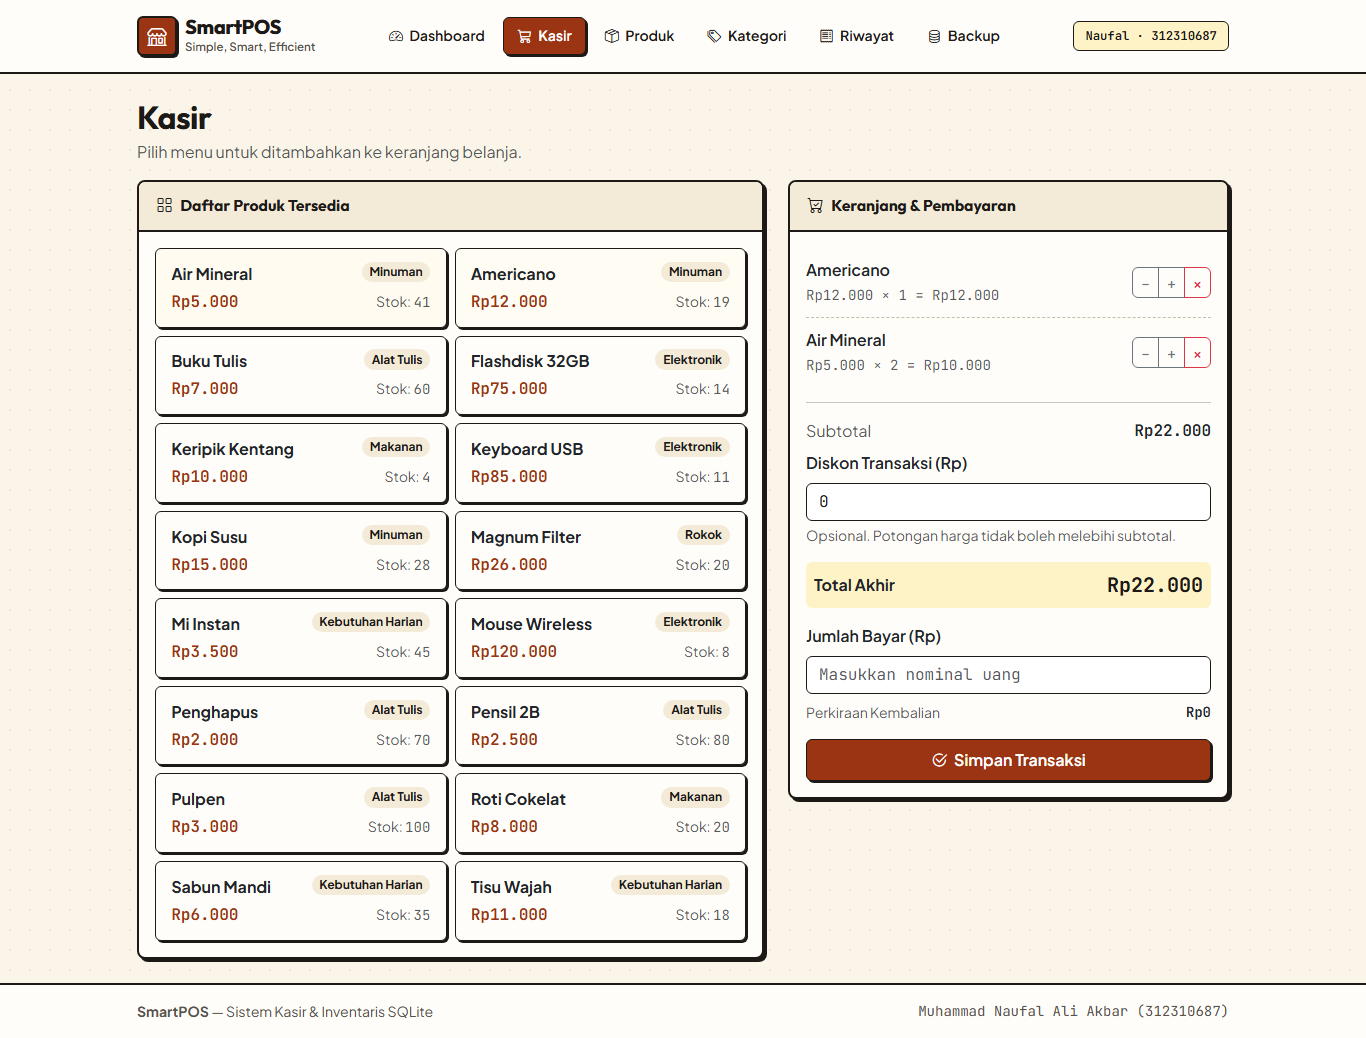 SmartPOS
Simple, Smart, Efficient
Dashboard
Kasir
Produk
Kategori
Riwayat
Backup
Naufal · 312310687
Kasir
Pilih menu untuk ditambahkan ke keranjang belanja.
Daftar Produk Tersedia
Air Mineral Minuman
Rp5.000 Stok: 41
Americano Minuman
Rp12.000 Stok: 19
Buku Tulis Alat Tulis
Rp7.000 Stok: 60
Flashdisk 32GB Elektronik
Rp75.000 Stok: 14
Keripik Kentang Makanan
Rp10.000 Stok: 4
Keyboard USB Elektronik
Rp85.000 Stok: 11
Kopi Susu Minuman
Rp15.000 Stok: 28
Magnum Filter Rokok
Rp26.000 Stok: 20
Mi Instan Kebutuhan Harian
Rp3.500 Stok: 45
Mouse Wireless Elektronik
Rp120.000 Stok: 8
Penghapus Alat Tulis
Rp2.000 Stok: 70
Pensil 2B Alat Tulis
Rp2.500 Stok: 80
Pulpen Alat Tulis
Rp3.000 Stok: 100
Roti Cokelat Makanan
Rp8.000 Stok: 20
Sabun Mandi Kebutuhan Harian
Rp6.000 Stok: 35
Tisu Wajah Kebutuhan Harian
Rp11.000 Stok: 18
Keranjang & Pembayaran
Americano
Rp12.000 × 1 = Rp12.000
− + ×
Air Mineral
Rp5.000 × 2 = Rp10.000
− + ×
Subtotal Rp22.000
Diskon Transaksi (Rp)
0
Opsional. Potongan harga tidak boleh melebihi subtotal.
Total Akhir Rp22.000
Jumlah Bayar (Rp)
Masukkan nominal uang
Perkiraan Kembalian Rp0
Simpan Transaksi
SmartPOS — Sistem Kasir & Inventaris SQLite
Muhammad Naufal Ali Akbar (312310687)